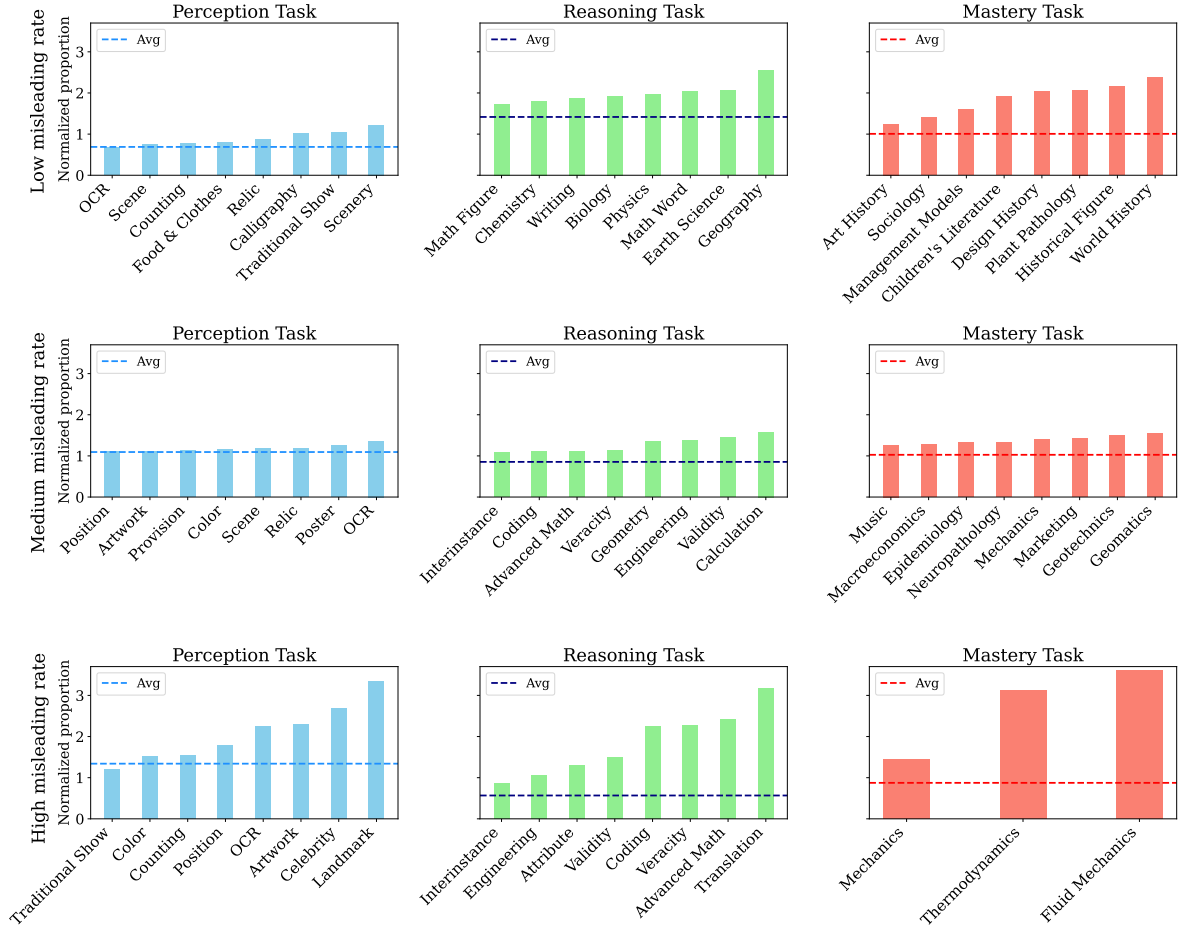 Perception Task
Reasoning Task
Mastery Task
Low misleading rate
Normalized proportion
3
2
1
0
Avg
Avg
Avg
OCR
Scene
Counting
Food & Clothes
Relic
Calligraphy
Traditional Show
Scenery
Math Figure
Chemistry
Writing
Biology
Physics
Math Word
Earth Science
Geography
Art History
Sociology
Management Models
Children's Literature
Design History
Plant Pathology
Historical Figure
World History
Perception Task
Reasoning Task
Mastery Task
Medium misleading rate
Normalized proportion
3
2
1
0
Avg
Avg
Avg
Position
Artwork
Provision
Color
Scene
Relic
Poster
OCR
Interinstance
Coding
Advanced Math
Veracity
Geometry
Engineering
Validity
Calculation
Music
Macroeconomics
Epidemiology
Neuropathology
Mechanics
Marketing
Geotechnics
Geomatics
Perception Task
Reasoning Task
Mastery Task
High misleading rate
Normalized proportion
3
2
1
0
Avg
Avg
Avg
Traditional Show
Color
Counting
Position
OCR
Artwork
Celebrity
Landmark
Interinstance
Engineering
Attribute
Validity
Coding
Veracity
Advanced Math
Translation
Mechanics
Thermodynamics
Fluid Mechanics